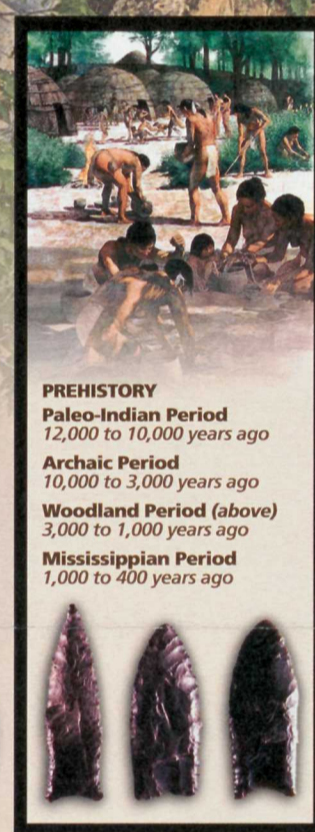 PREHISTORY
Paleo-Indian Period
12,000 to 10,000 years ago
Archaic Period
10,000 to 3,000 years ago
Woodland Period (above)
3,000 to 1,000 years ago
Mississippian Period
1,000 to 400 years ago